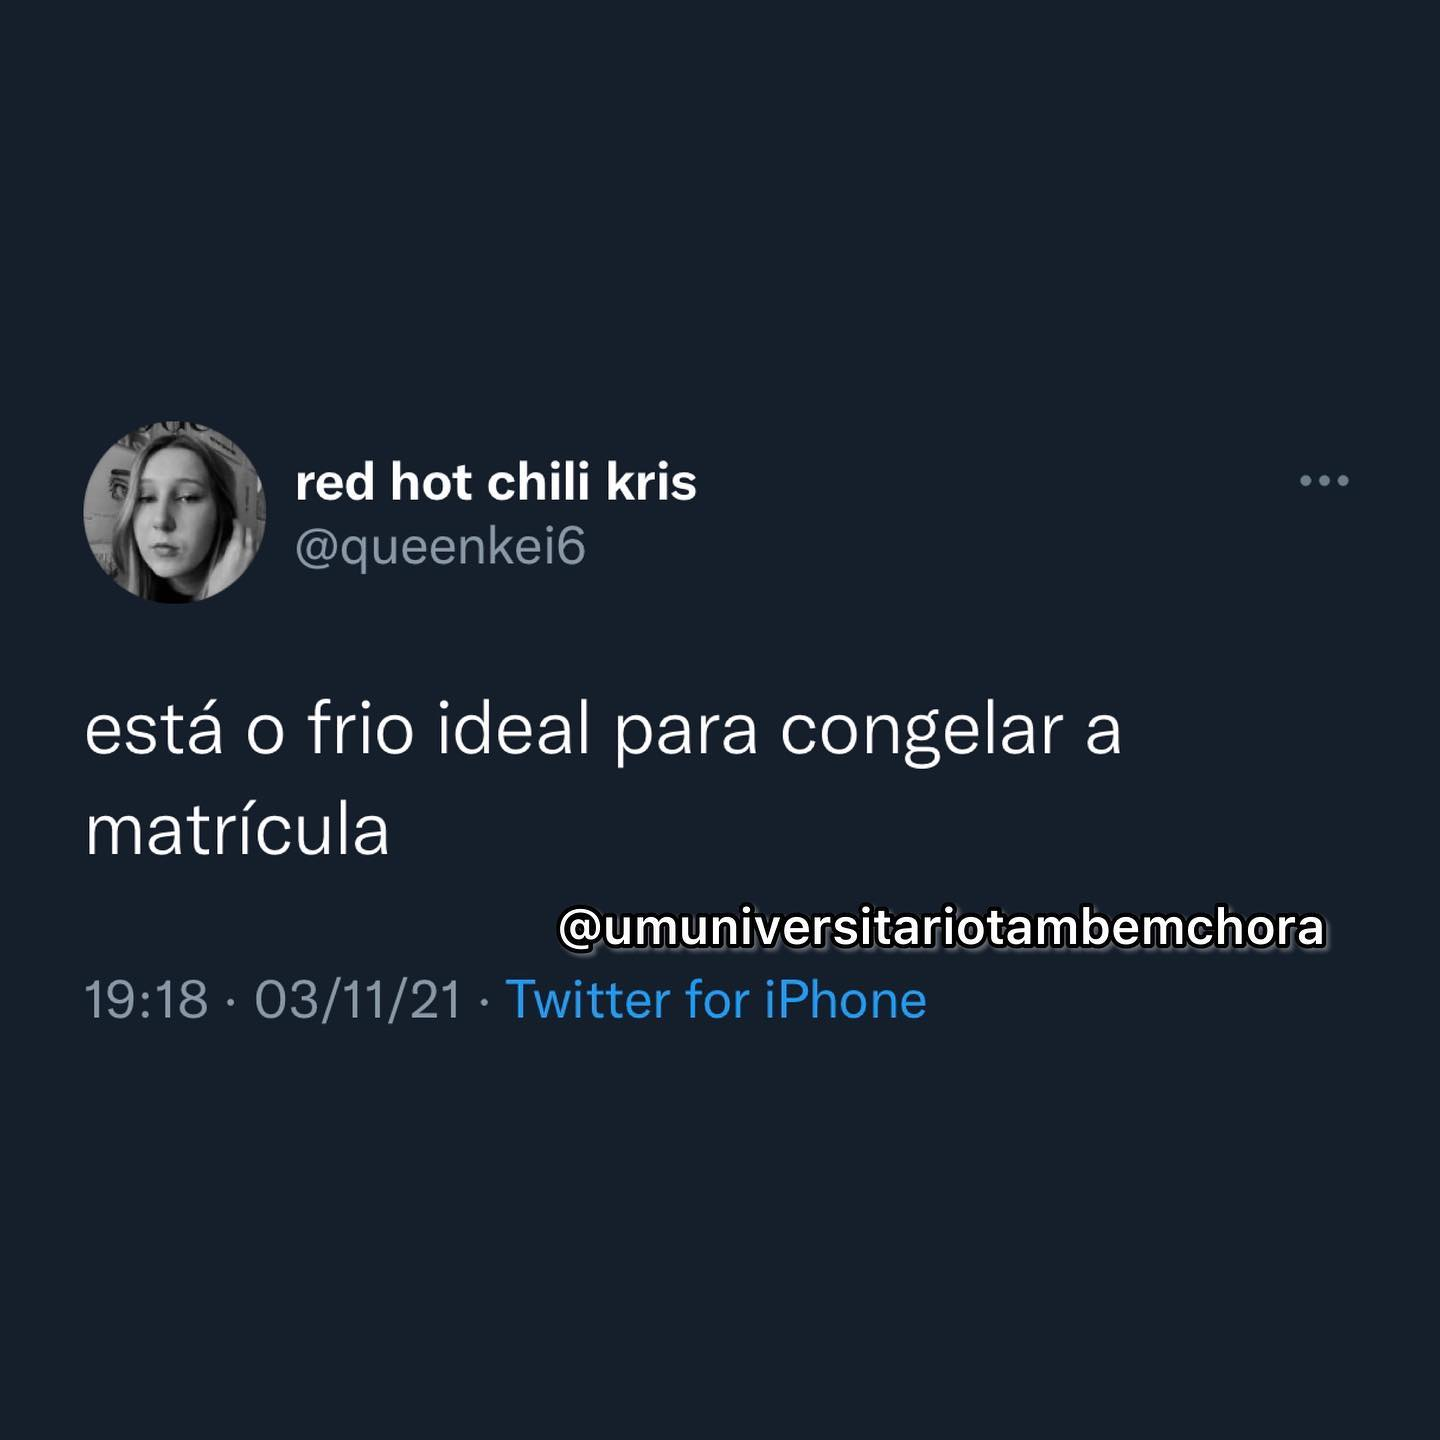 red hot chili kris
@queenkei6
está o frio ideal para congelar a
matrícula
@umuniversitariotambemchora
19:18 · 03/11/21 · Twitter for iPhone